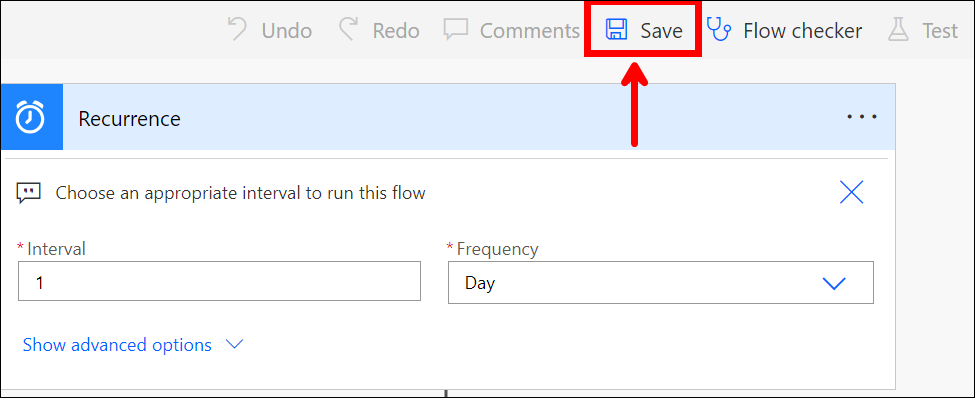 Undo Redo Comments Save Flow checker Test
Recurrence ...
Choose an appropriate interval to run this flow
*Interval *Frequency
1 Day
Show advanced options